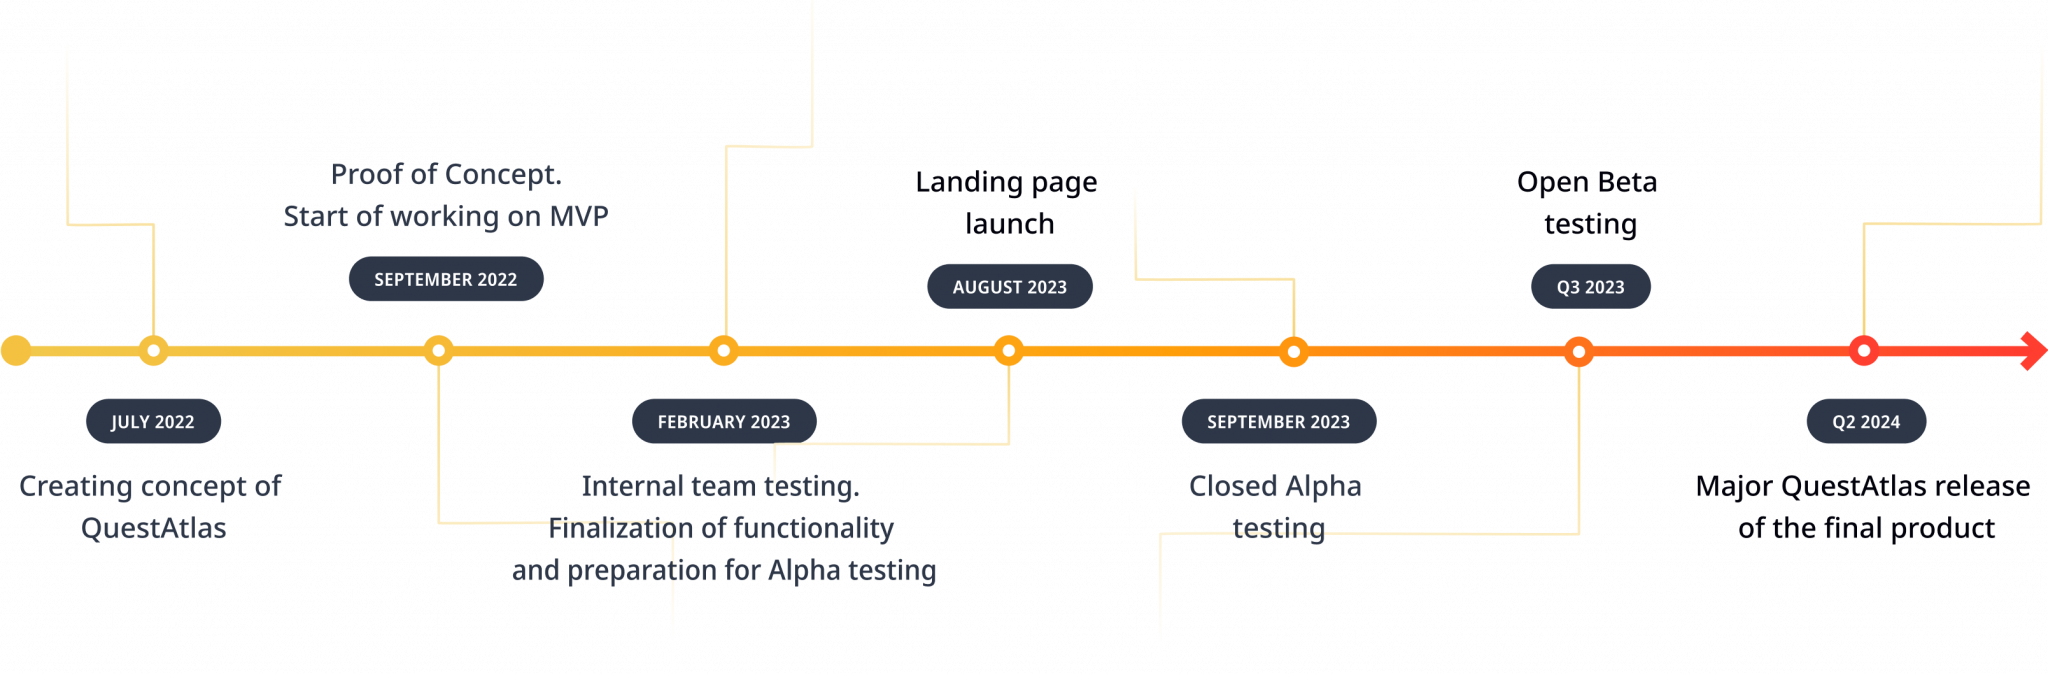 Proof of Concept.
Start of working on MVP
SEPTEMBER 2022
Landing page
launch
AUGUST 2023
Open Beta
testing
Q3 2023
JULY 2022
Creating concept of
QuestAtlas
FEBRUARY 2023
Internal team testing.
Finalization of functionality
and preparation for Alpha testing
SEPTEMBER 2023
Closed Alpha
testing
Q2 2024
Major QuestAtlas release
of the final product